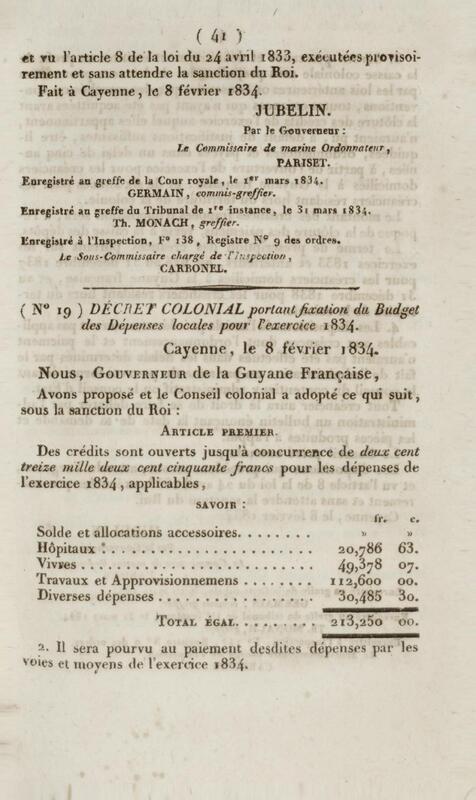 ( 41 )
et vu l'article 8 de la loi du 24 avril 1833, exécutées provisoi-
rement et sans attendre la sanction du Roi.
Fait à Cayenne, le 8 février 1834.
JUBELIN.
Par le Gouverneur :
Le Commissaire de marine Ordonnateur,
PARISET.
Enregistré au greffe de la Cour royale, le 1er mars 1834.
GERMAIN, commis-greffier.
Enregistré au greffe du Tribunal de 1re instance, le 31 mars 1834.
Th. MONACH, greffier.
Enregistré à l'Inspection, F° 138, Registre N° 9 des ordres.
Le Sous-Commissaire chargé de l'Inspection,
CARBONEL.
( N° 19 ) DÉCRET COLONIAL portant fixation du Budget
des Dépenses locales pour l'exercice 1834.
Cayenne, le 8 février 1834.
Nous, GOUVERNEUR de la Guyane Française,
Avons proposé et le Conseil colonial a adopté ce qui suit,
sous la sanction du Roi :
ARTICLE PREMIER.
Des crédits sont ouverts jusqu'à concurrence de deux cent
treize mille deux cent cinquante francs pour les dépenses de
l'exercice 1834, applicables,
SAVOIR :
fr. c.
Solde et allocations accessoires. . . . . . . . » »
Hôpitaux . . . . . . . . . . . . . . . . . . . . . 20,786 63.
Vivres . . . . . . . . . . . . . . . . . . . . . . 49,378 07.
Travaux et Approvisionnemens . . . . . . . . 112,600 00.
Diverses dépenses . . . . . . . . . . . . . . . . 30,485 30.
TOTAL ÉGAL. . . . . . . . . 213,250 00.
2. Il sera pourvu au paiement desdites dépenses par les
voies et moyens de l'exercice 1834.